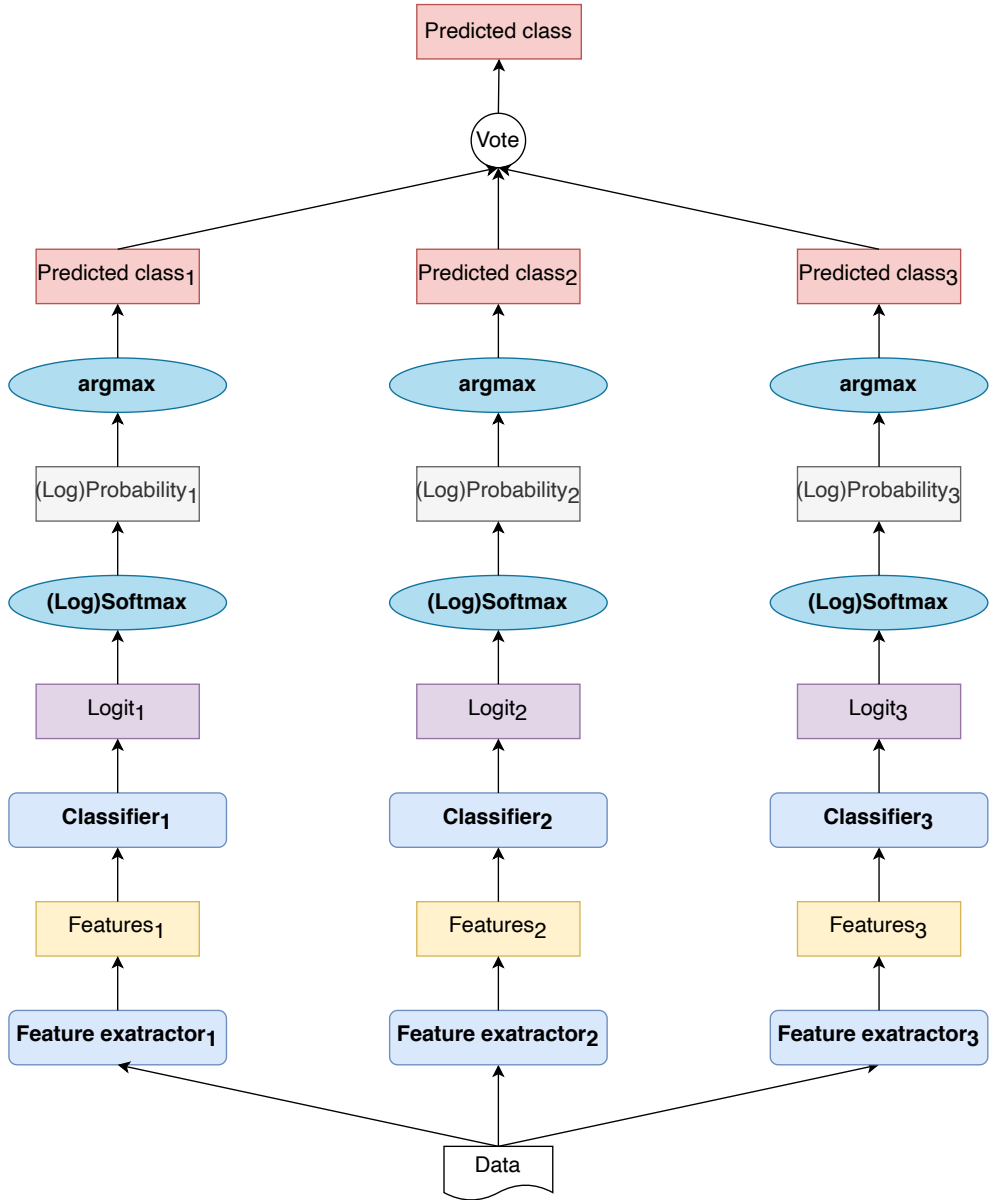 Predicted class
Vote
Predicted class1 Predicted class2 Predicted class3
argmax argmax argmax
(Log)Probability1 (Log)Probability2 (Log)Probability3
(Log)Softmax (Log)Softmax (Log)Softmax
Logit1 Logit2 Logit3
Classifier1 Classifier2 Classifier3
Features1 Features2 Features3
Feature exatractor1 Feature exatractor2 Feature exatractor3
Data